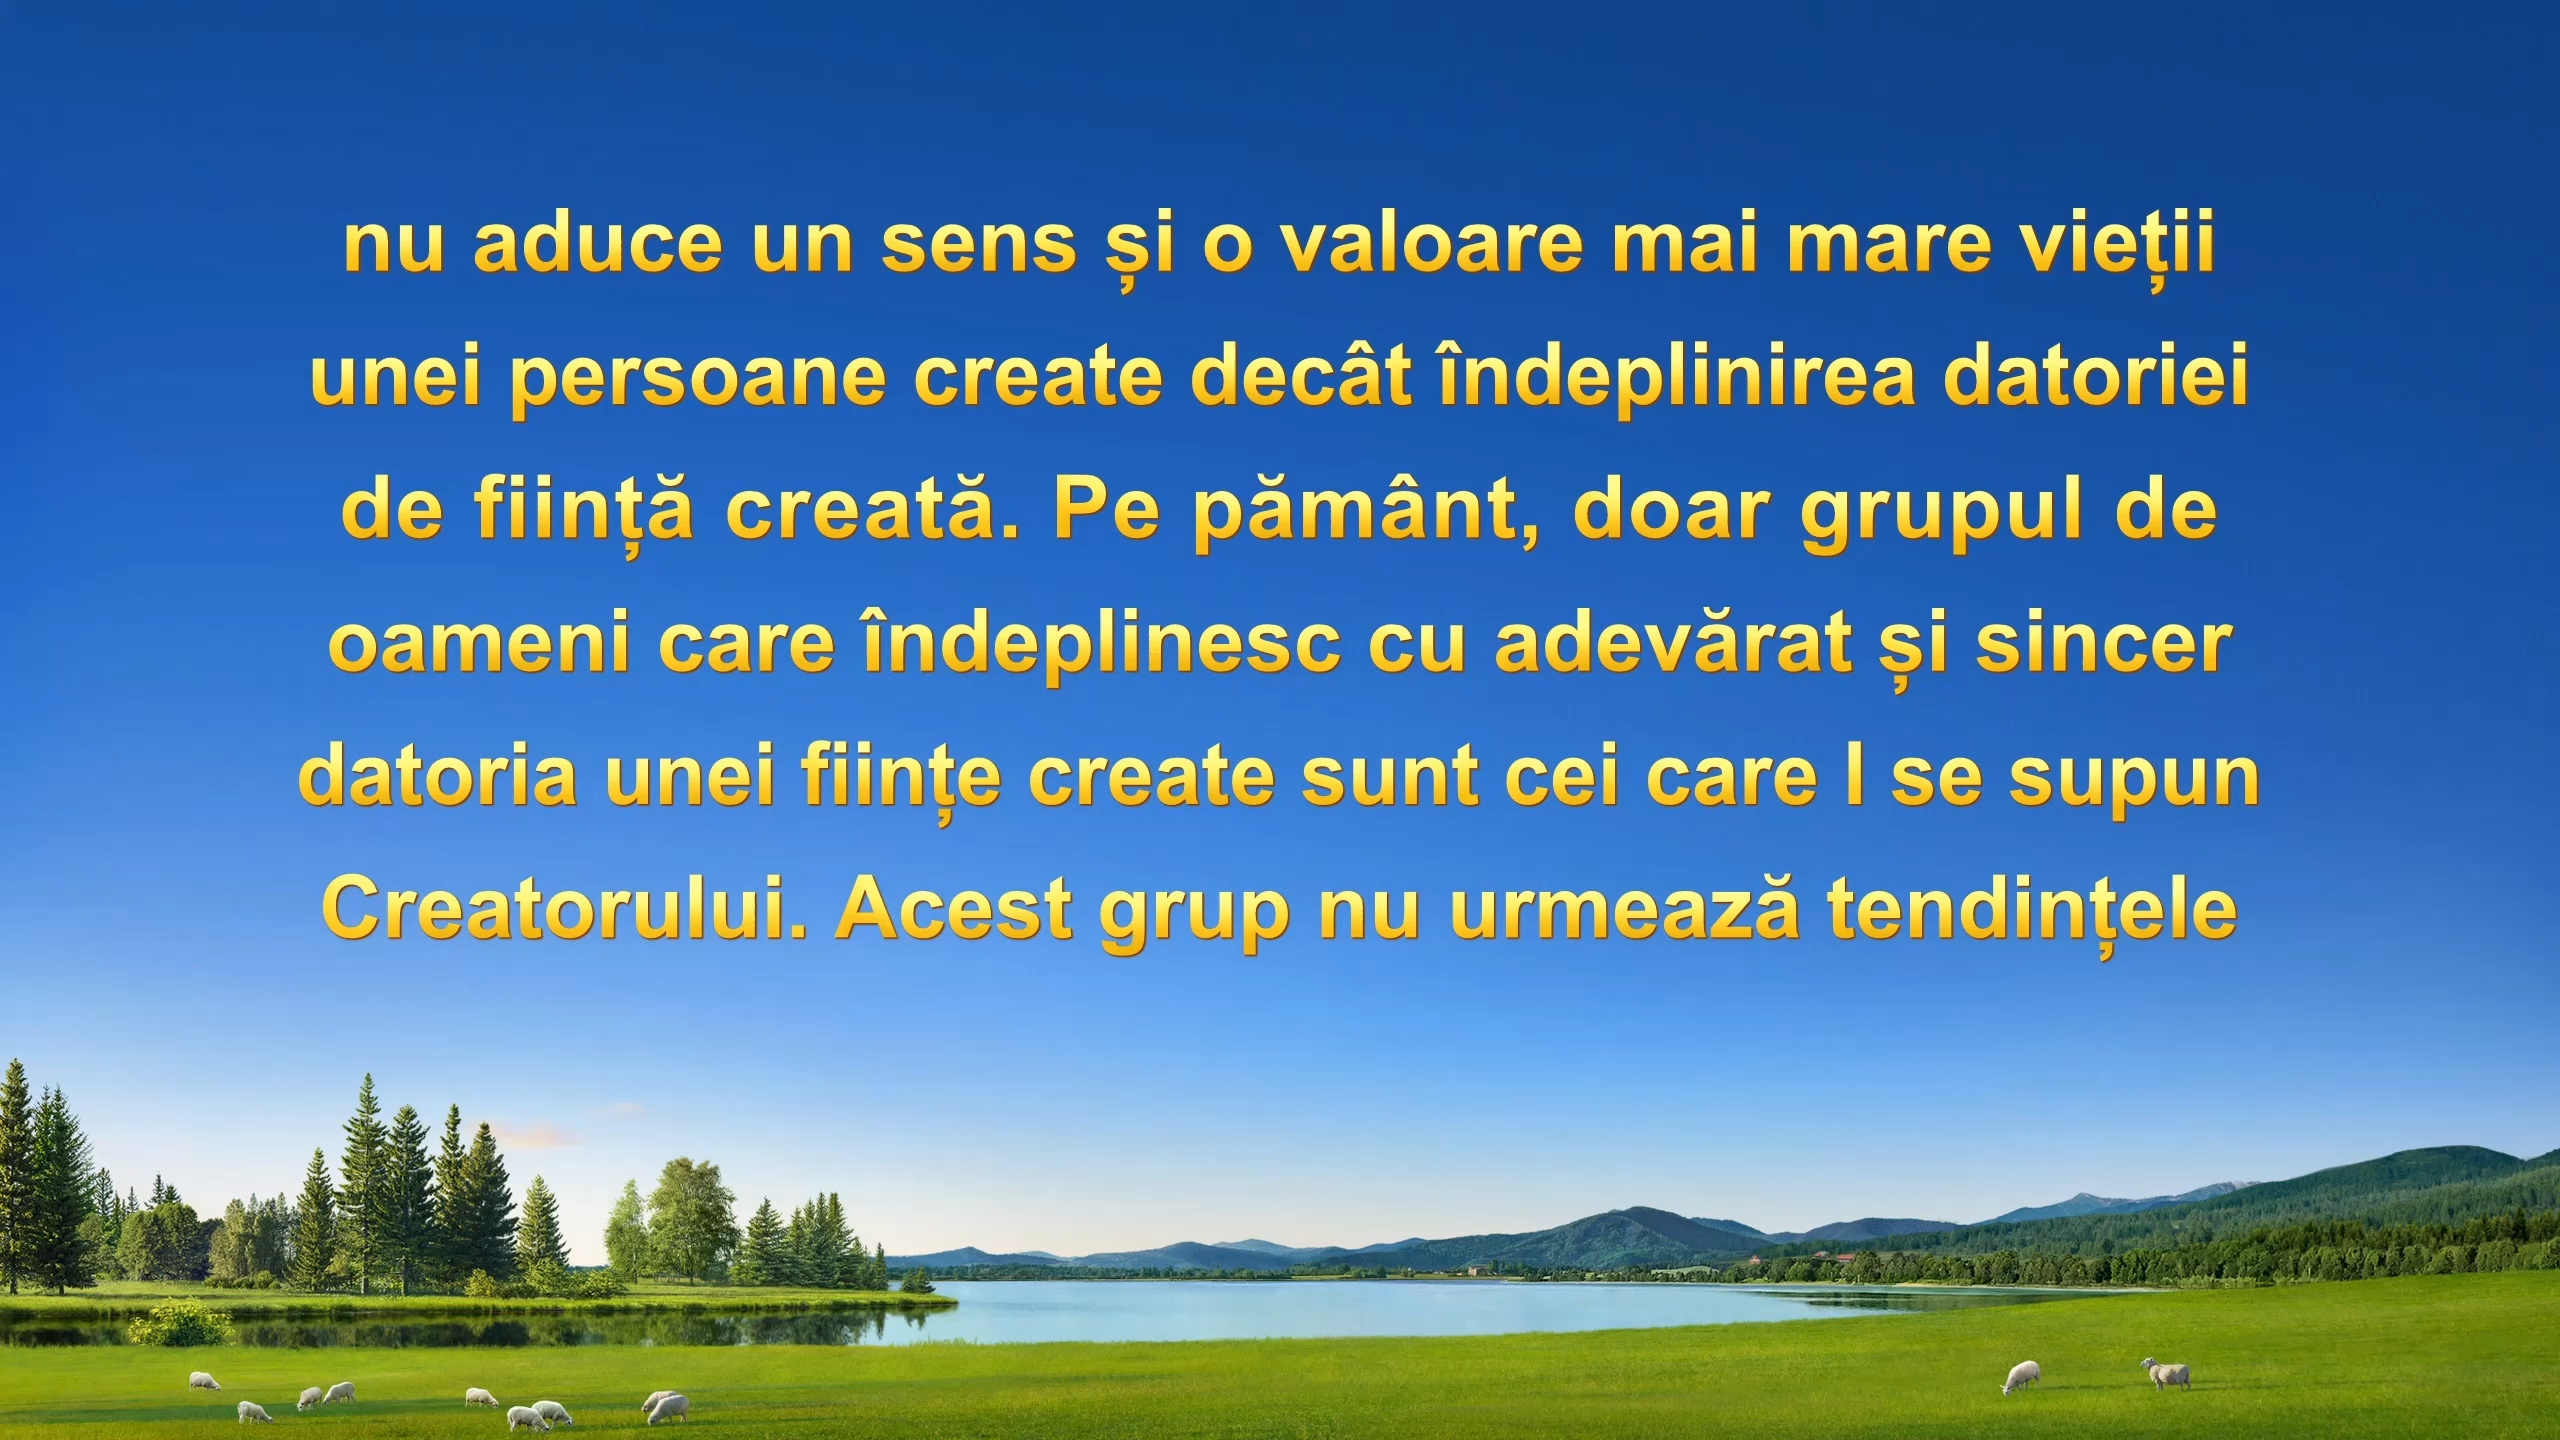 nu aduce un sens și o valoare mai mare vieții
unei persoane create decât îndeplinirea datoriei
de ființă creată. Pe pământ, doar grupul de
oameni care îndeplinesc cu adevărat și sincer
datoria unei ființe create sunt cei care I se supun
Creatorului. Acest grup nu urmează tendințele